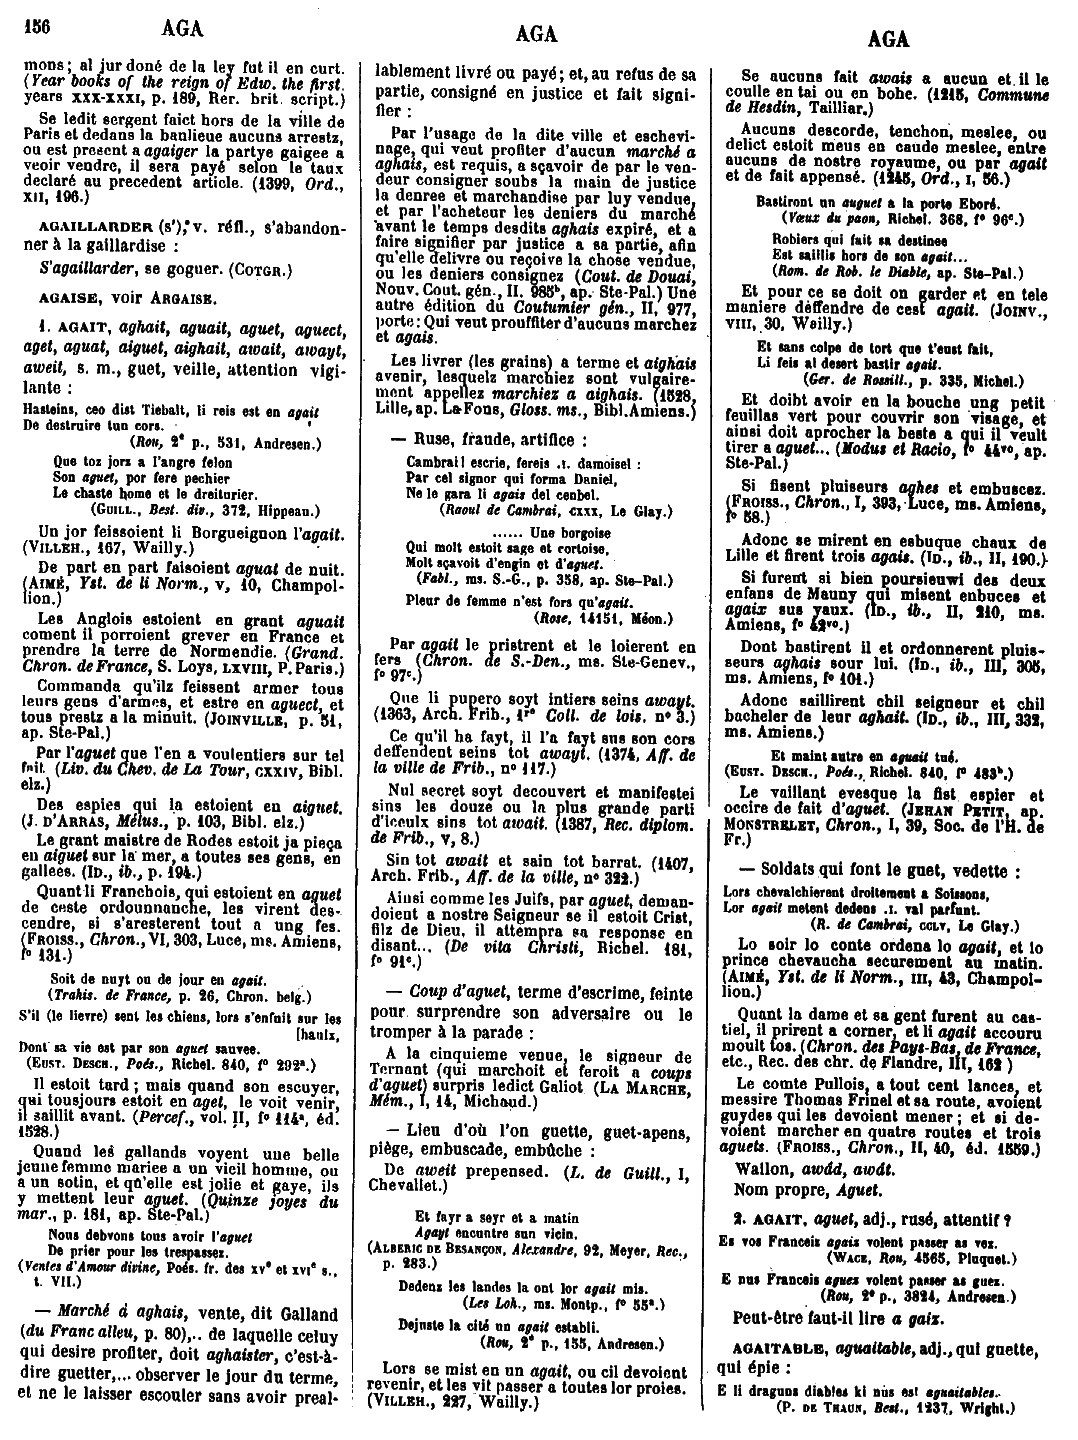 156
AGA
AGA
AGA
mons; al jur doné de la ley fut il en curt.
(Year books of the reign of Edw. the first.
years XXX-XXXI, p. 189, Rer. brit. script.)
Se ledit sergent faict hors de la ville de
Paris et dedans la banlieue aucuns arrestz,
ou est present a agaiger la partye gaigee a
veoir vendre, il sera payé selon le taux
declaré au precedent article. (1399, Ord.,
XII, 196.)
AGAILLARDER (s'), v. réfl., s'abandon-
ner à la gaillardise :
S'agaillarder, se goguer. (COTGR.)
AGAISE, voir ARGAISE.
1. AGAIT, aghait, aguait, aguet, aguect,
aget, aguat, aiguet, aighait, await, awayt,
aweit, s. m., guet, veille, attention vigi-
lante :
Hasteins, ceo dist Tiebalt, li reis est en agait
De destruire tun cors.
(Rou, 2e p., 531, Andresen.)
Que toz jorz a l'angre felon
Son aguet, por fere pechier
Le chaste home et le dreiturier.
(GUILL., Best. div., 372, Hippeau.)
Un jor feissoient li Borgueignon l'agait.
(VILLEH., 167, Wailly.)
De part en part faisoient aguat de nuit.
(AIMÉ, Yst. de li Norm., V, 10, Champol-
lion.)
Les Anglois estoient en grant aguait
coment il porroient grever en France et
prendre la terre de Normendie. (Grand.
Chron. de France, S. Loys, LXVIII, P. Paris.)
Commanda qu'ilz feissent armer tous
leurs gens d'armes, et estre en aguect, et
tous prestz a la minuit. (JOINVILLE, p. 51,
ap. Ste-Pal.)
Par l'aguet que l'en a voulentiers sur tel
fait. (Liv. du Chev. de La Tour, CXXIV, Bibl.
elz.)
Des espies qui la estoient en aiguet.
(J. D'ARRAS, Mélus., p. 103, Bibl. elz.)
Le grant maistre de Rodes estoit ja pieça
en aiguet sur la mer, a toutes ses gens, en
gallees. (ID., ib., p. 194.)
Quant li Franchois, qui estoient en aguet
de ceste ordounnanche, les virent des-
cendre, si s'aresterent tout a ung fes.
(FROISS., Chron., VI, 303, Luce, ms. Amiens,
f° 131.)
Soit de nuyt ou de jour en agait.
(Trahis. de France, p. 26, Chron. belg.)
S'il (le lievre) sent les chiens, lors s'enfuit sur les
[haulx,
Dont sa vie est par son aguet sauvee.
(EUST. DESCH., Poés., Richel. 840, f° 292a.)
Il estoit tard ; mais quand son escuyer,
qui tousjours estoit en aget, le voit venir,
il saillit avant. (Percef., vol. II, f° 114a, éd.
1528.)
Quand les gallands voyent une belle
jeune femme mariee a un vieil homme, ou
a un sotin, et qu'elle est jolie et gaye, ils
y mettent leur aguet. (Quinze joyes du
mar., p. 181, ap. Ste-Pal.)
Nous debvons tous avoir l'aguet
De prier pour les trespassez.
(Ventes d'Amour divine, Poés. fr. des XVe et XVIe s.,
t. VII.)
— Marché à aghais, vente, dit Galland
(du Franc alleu, p. 80),.. de laquelle celuy
qui desire profiter, doit aghaister, c'est-à-
dire guetter,... observer le jour du terme,
et ne le laisser escouler sans avoir preal-
lablement livré ou payé; et, au refus de sa
partie, consigné en justice et fait signi-
fier :
Par l'usage de la dite ville et eschevi-
nage, qui veut profiter d'aucun marché a
aghais, est requis, a sçavoir de par le ven-
deur consigner soubs la main de justice
la denree et marchandise par luy vendue,
et par l'acheteur les deniers du marché
avant le temps desdits aghais expiré, et a
faire signifier par justice a sa partie, afin
qu'elle delivre ou reçoive la chose vendue,
ou les deniers consignez (Cout. de Douai,
Nouv. Cout. gén., II. 985b, ap. Ste-Pal.) Une
autre édition du Coutumier gén., II, 977,
porte : Qui veut prouffiter d'aucuns marchez
et agais.
Les livrer (les grains) a terme et aighais
avenir, lesquelz marchiez sont vulgaire-
ment appellez marchiez a aighais. (1528,
Lille, ap. La Fons, Gloss. ms., Bibl. Amiens.)
— Ruse, fraude, artifice :
Cambrai! escrie, fereis .I. damoisel :
Par cel signor qui forma Daniel,
Ne le gara li agais del cenbel.
(Raoul de Cambrai, CXXX, Le Glay.)
...... Une borgoise
Qui molt estoit sage et cortoise,
Molt sçavoit d'engin et d'aguet.
(Fabl., ms. S.-G., p. 358, ap. Ste-Pal.)
Pleur de femme n'est fors qu'agait.
(Rose, 14151, Méon.)
Par agait le pristrent et le loierent en
fers (Chron. de S.-Den., ms. Ste-Genev.,
f° 97c.)
Que li pupero soyt intiers seins awayt.
(1363, Arch. Frib., 1re Coll. de lois. n° 3.)
Ce qu'il ha fayt, il l'a fayt sus son cors
deffendent seins tot awayt. (1374, Aff. de
la ville de Frib., n° 117.)
Nul secret soyt decouvert et manifestei
sins les douze ou la plus grande parti
d'iceulx sins tot await. (1387, Rec. diplom.
de Frib., V, 8.)
Sin tot await et sain tot barrat. (1407,
Arch. Frib., Aff. de la ville, n° 322.)
Ainsi comme les Juifs, par aguet, deman-
doient a nostre Seigneur se il estoit Crist,
filz de Dieu, il attempra sa response en
disant... (De vita Christi, Richel. 181,
f° 91c.)
— Coup d'aguet, terme d'escrime, feinte
pour surprendre son adversaire ou le
tromper à la parade :
A la cinquieme venue, le signeur de
Ternant (qui marchoit et feroit a coups
d'aguet) surpris ledict Galiot (LA MARCHE,
Mém., I, 14, Michaud.)
— Lieu d'où l'on guette, guet-apens,
piège, embuscade, embûche :
De aweit prepensed. (L. de Guill., I,
Chevallet.)
Et fayr a seyr et a matin
Agayt encuntre sun vicin.
(ALBERIC DE BESANÇON, Alexandre, 92, Meyer, Rec.,
p. 283.)
Dedenz les landes la ont lor agait mis.
(Les Loh., ms. Montp., f° 55a.)
Dejuste la cité un agait establi.
(Rou, 2e p., 155, Andresen.)
Lors se mist en un agait, ou cil devoient
revenir, et les vit passer a toutes lor proies.
(VILLEH., 227, Wailly.)
Se aucuns fait awais a aucun et il le
coulle en tai ou en bohe. (1215, Commune
de Hesdin, Tailliar.)
Aucuns descorde, tenchon, meslee, ou
delict estoit meus en caude meslee, entre
aucuns de nostre royaume, ou par agait
et de fait appensé. (1245, Ord., I, 56.)
Bastiront un auguet a la porte Eboré.
(Vœux du paon, Richel. 368, f° 96c.)
Robiers qui fait sa destinee
Est saillis hors de son agait...
(Rom. de Rob. le Diable, ap. Ste-Pal.)
Et pour ce se doit on garder et en tele
maniere deffendre de cest agait. (JOINV.,
VIII, 30, Wailly.)
Et sans colpe de tort que t'eust fait,
Li feis al desert bastir agait.
(Ger. de Rossill., p. 335, Michel.)
Et doibt avoir en la bouche ung petit
feuillas vert pour couvrir son visage, et
ainsi doit aprocher la beste a qui il veult
tirer a aguet... (Modus et Racio, f° 44vo, ap.
Ste-Pal.)
Si fisent pluiseurs aghes et embuscez.
(FROISS., Chron., I, 393, Luce, ms. Amiens,
f° 58.)
Adonc se mirent en esbuque chaux de
Lille et firent trois agais. (ID., ib., II, 190.)
Si furent si bien poursieuwi des deux
enfans de Mauny qui misent enbuces et
agaix sus yaux. (ID., ib., II, 210, ms.
Amiens, f° 42vo.)
Dont bastirent il et ordonnerent pluis-
seurs aghais sour lui. (ID., ib., III, 305,
ms. Amiens, f° 101.)
Adonc saillirent chil seigneur et chil
bacheler de leur aghait. (ID., ib., III, 332,
ms. Amiens.)
Et maint autre en aguait tué.
(EUST. DESCH., Poés., Richel. 840, f° 483b.)
Le vaillant evesque la fist espier et
occire de fait d'aguet. (JEHAN PETIT, ap.
MONSTRELET, Chron., I, 39, Soc. de l'H. de
Fr.)
— Soldats qui font le guet, vedette :
Lors chevalchierent droitement a Soissons,
Lor agait metent dedens .I. val parfunt.
(R. de Cambrai, CCLV, Le Glay.)
Lo soir lo conte ordena lo agait, et lo
prince chevaucha securement au matin.
(AIMÉ, Yst. de li Norm., III, 43, Champol-
lion.)
Quant la dame et sa gent furent au cas-
tiel, il prirent a corner, et li agait accouru
moult tos. (Chron. des Pays-Bas, de France,
etc., Rec. des chr. de Flandre, III, 162)
Le comte Pullois, a tout cent lances, et
messire Thomas Frinel et sa route, avoient
guydes qui les devoient mener ; et si de-
voient marcher en quatre routes et trois
aguets. (FROISS., Chron., II, 40, éd. 1559.)
Wallon, awdd, awdt.
Nom propre, Aguet.
2. AGAIT, aguet, adj., rusé, attentif ?
Es vos Franceis agais volent passer as vez.
(WACE, Rou, 4565, Pluquet.)
E nus Franceis aguez volent passer as guez.
(Rou, 2e p., 3824, Andresen.)
Peut-être faut-il lire a gaiz.
AGAITABLE, aguaitable, adj., qui guette,
qui épie :
E li draguns diables ki nus est aguaitables.
(P. DE THAUN, Best., 1237, Wright.)